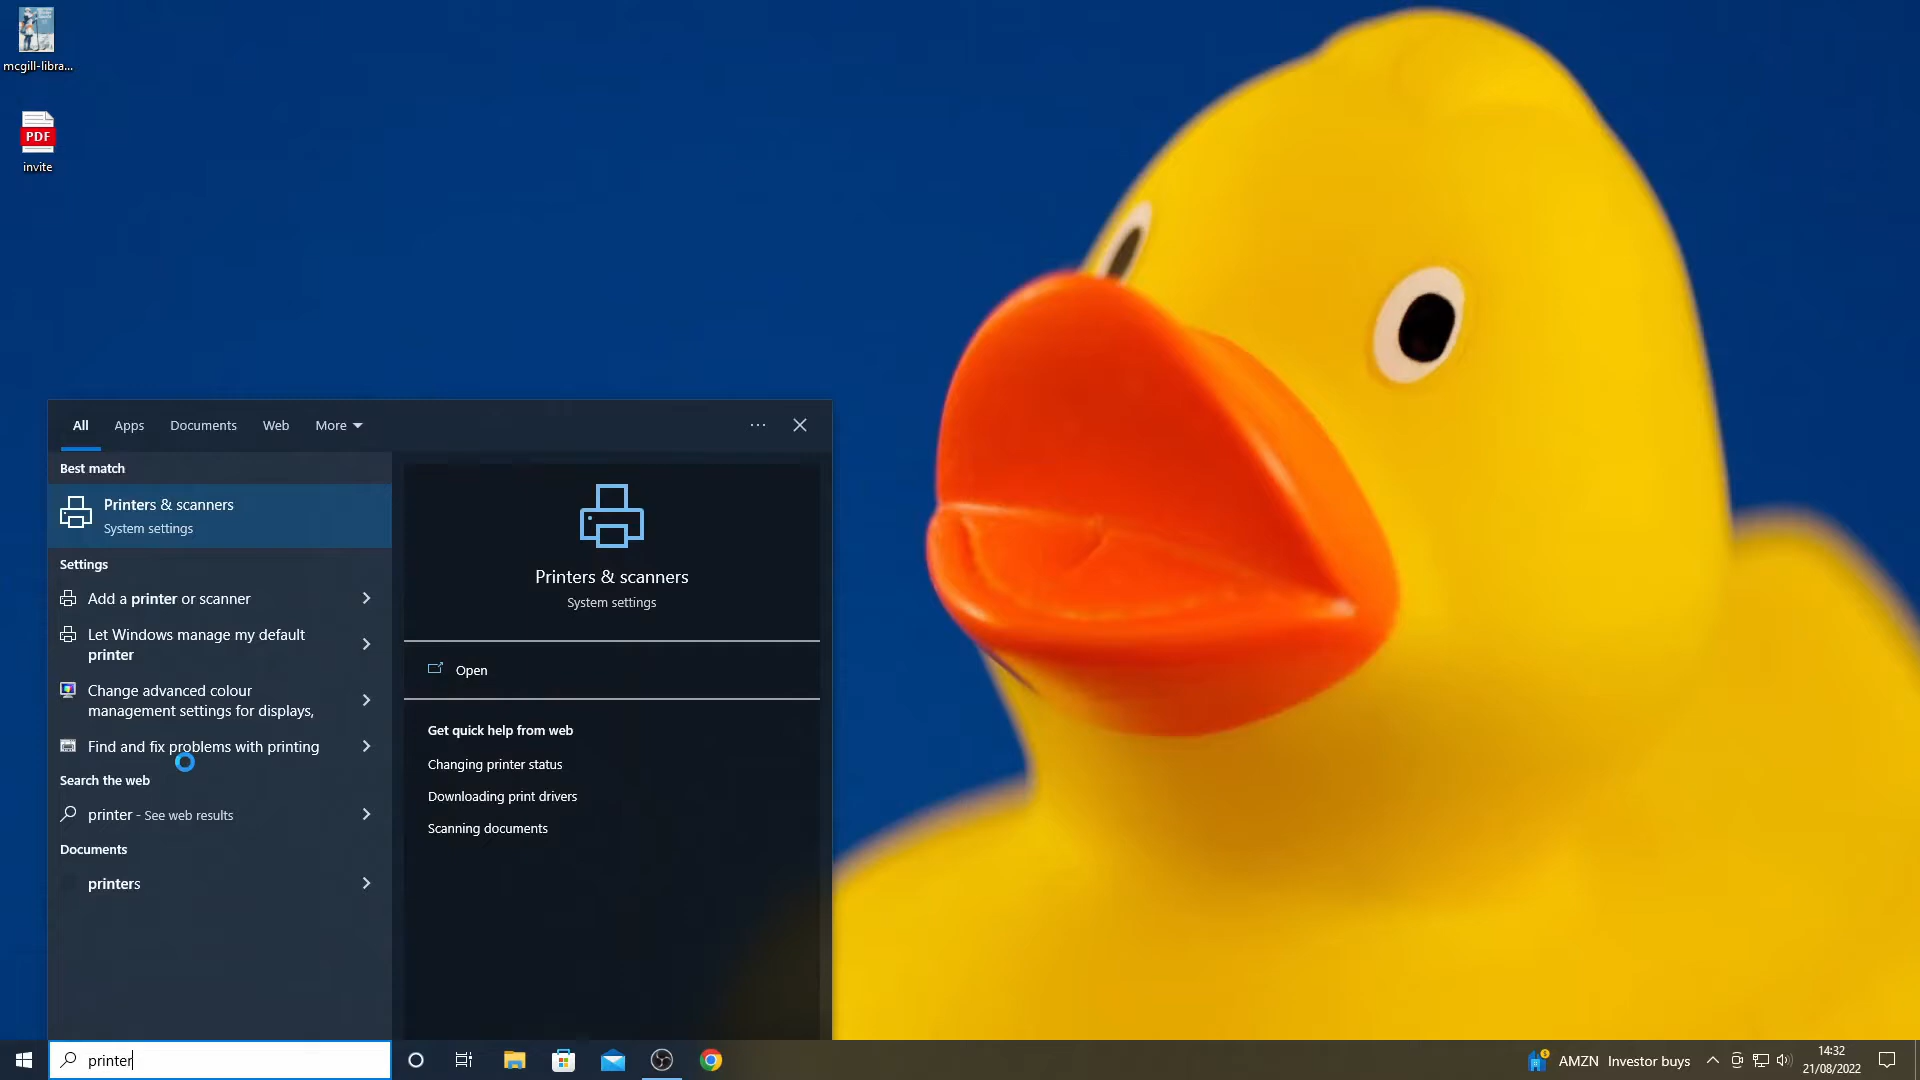 mcgill-libra...
PDF
invite
All
Apps
Documents
Web
More
Best match
Printers & scanners
System settings
Settings
Add a printer or scanner
Let Windows manage my default
printer
Change advanced colour
management settings for displays,
Find and fix problems with printing
Search the web
printer - See web results
Documents
printers
Printers & scanners
System settings
Open
Get quick help from web
Changing printer status
Downloading print drivers
Scanning documents
printer
AMZN Investor buys
14:32
21/08/2022